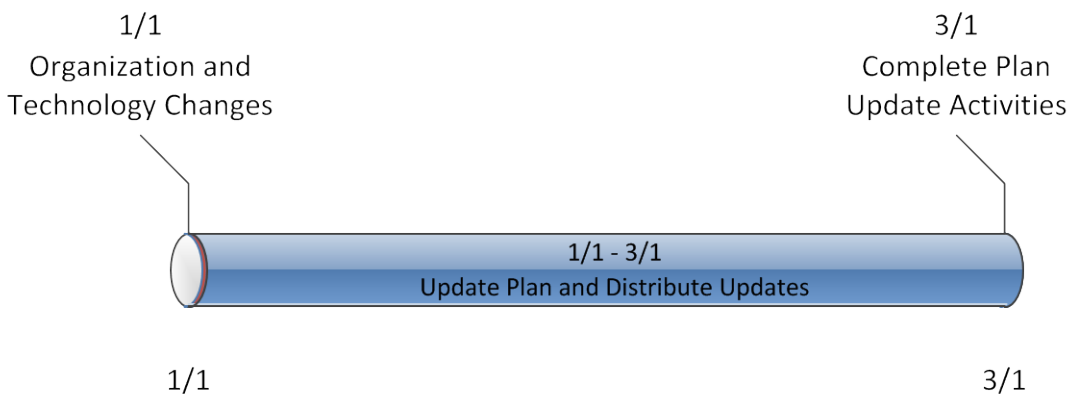 1/1
Organization and
Technology Changes
3/1
Complete Plan
Update Activities
1/1 - 3/1
Update Plan and Distribute Updates
1/1
3/1